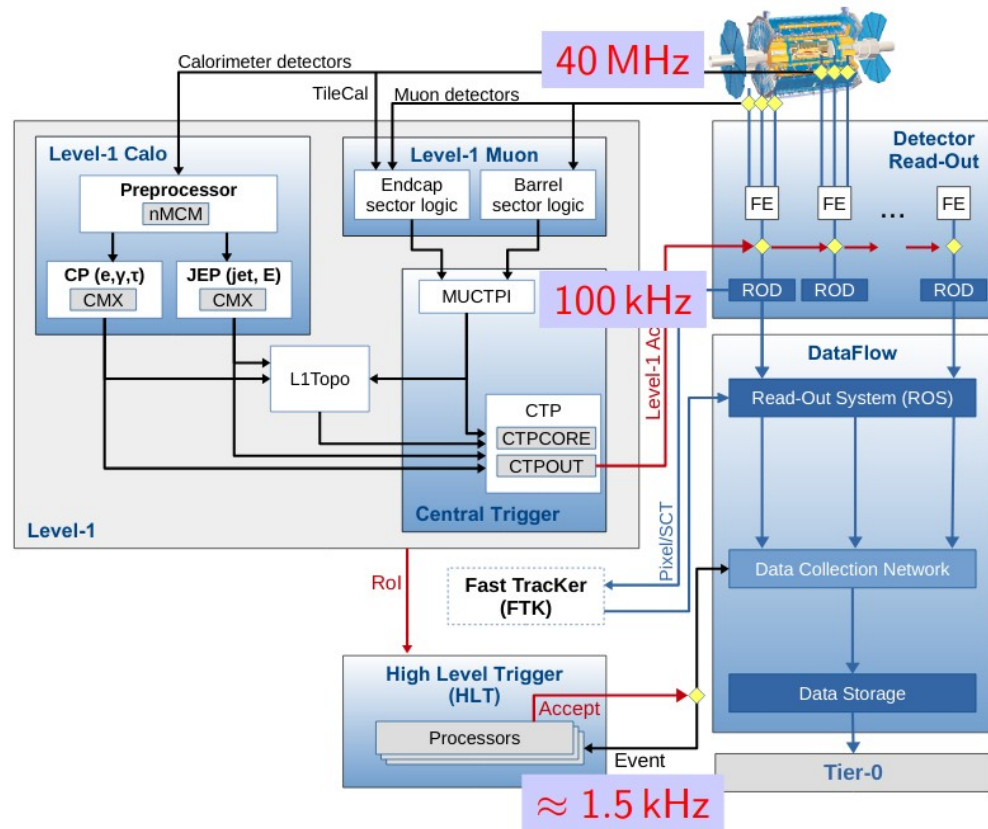 Calorimeter detectors
40 MHz
TileCal
Muon detectors
Level-1 Calo
Preprocessor
nMCM
CP (e,γ,τ)
CMX
JEP (jet, E)
CMX
Level-1 Muon
Endcap
sector logic
Barrel
sector logic
MUCTPI
100 kHz
L1Topo
CTP
CTPCORE
CTPOUT
Central Trigger
Level-1
Detector
Read-Out
FE
FE
...
FE
ROD
ROD
ROD
DataFlow
Read-Out System (ROS)
Data Collection Network
Data Storage
Tier-0
Level-1
Pixel/SCT
RoI
Fast TracKer
(FTK)
High Level Trigger
(HLT)
Accept
Processors
Event
≈ 1.5 kHz